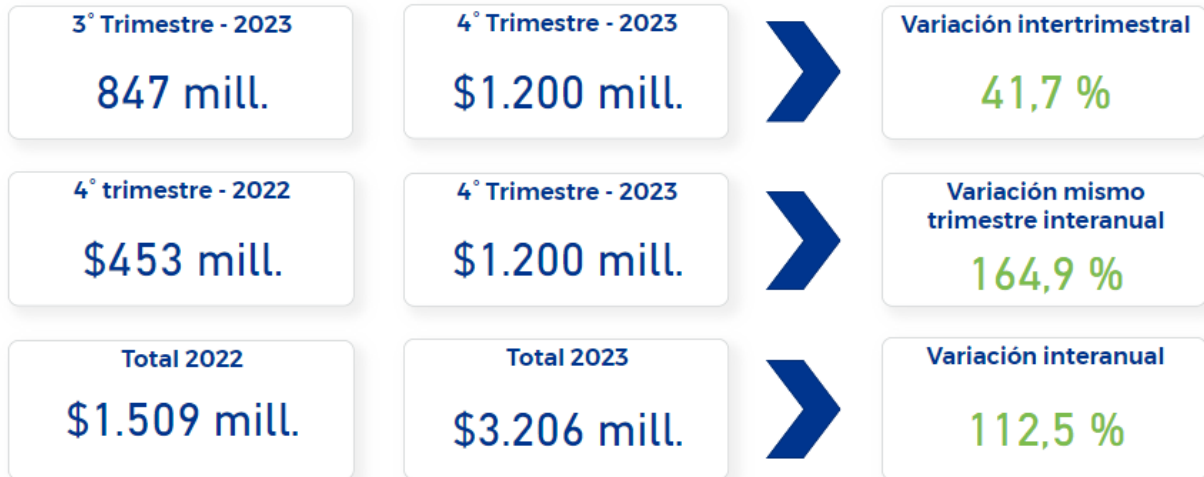 3° Trimestre - 2023
847 mill.
4° Trimestre - 2023
$1.200 mill.
Variación intertrimestral
41,7 %
4° trimestre - 2022
$453 mill.
4° Trimestre - 2023
$1.200 mill.
Variación mismo
trimestre interanual
164,9 %
Total 2022
$1.509 mill.
Total 2023
$3.206 mill.
Variación interanual
112,5 %